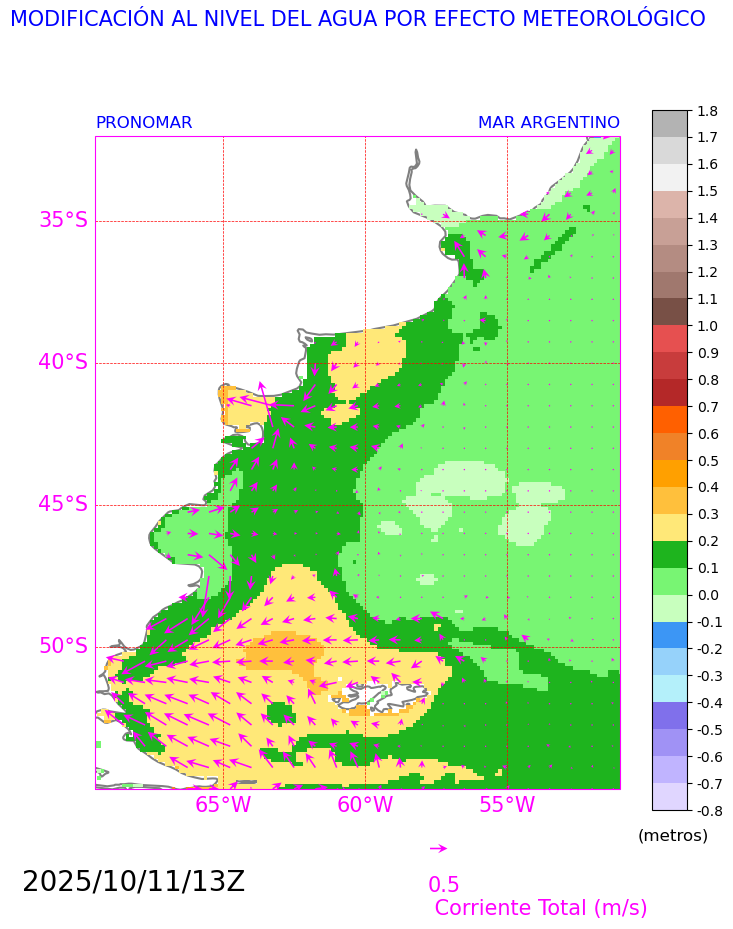 MODIFICACIÓN AL NIVEL DEL AGUA POR EFECTO METEOROLÓGICO
PRONOMAR MAR ARGENTINO
35°S
40°S
45°S
50°S
65°W 60°W 55°W
1.8
1.7
1.6
1.5
1.4
1.3
1.2
1.1
1.0
0.9
0.8
0.7
0.6
0.5
0.4
0.3
0.2
0.1
0.0
-0.1
-0.2
-0.3
-0.4
-0.5
-0.6
-0.7
-0.8
(metros)
2025/10/11/13Z
0.5
Corriente Total (m/s)